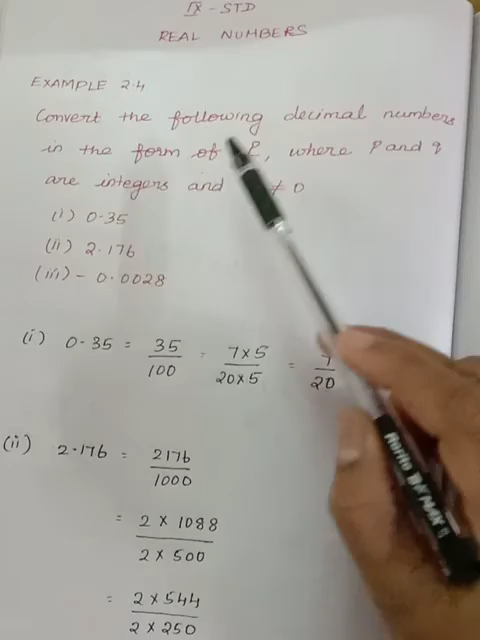 IX - STD
REAL NUMBERS
EXAMPLE 2.4
Convert the following decimal numbers
in the form of P, where p and q
are integers and ≠ 0
(i) 0.35
(ii) 2.176
(iii) - 0.0028
(i) 0.35 = 35/100 = 7×5/20×5 = 7/20
(ii) 2.176 = 2176/1000
= 2 × 1088/2 × 500
= 2 × 544/2 × 250